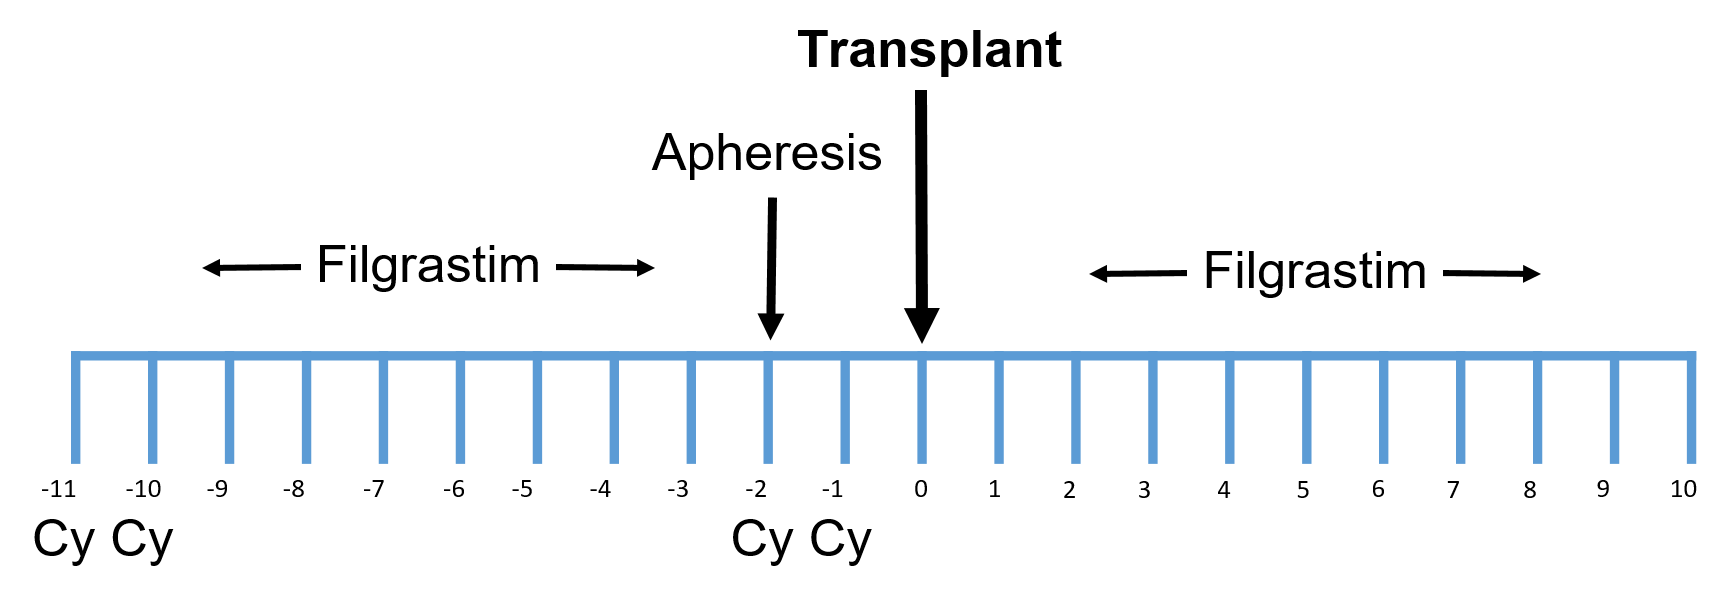 Transplant
Apheresis
Filgrastim Filgrastim
-11 -10 -9 -8 -7 -6 -5 -4 -3 -2 -1 0 1 2 3 4 5 6 7 8 9 10
Cy Cy Cy Cy